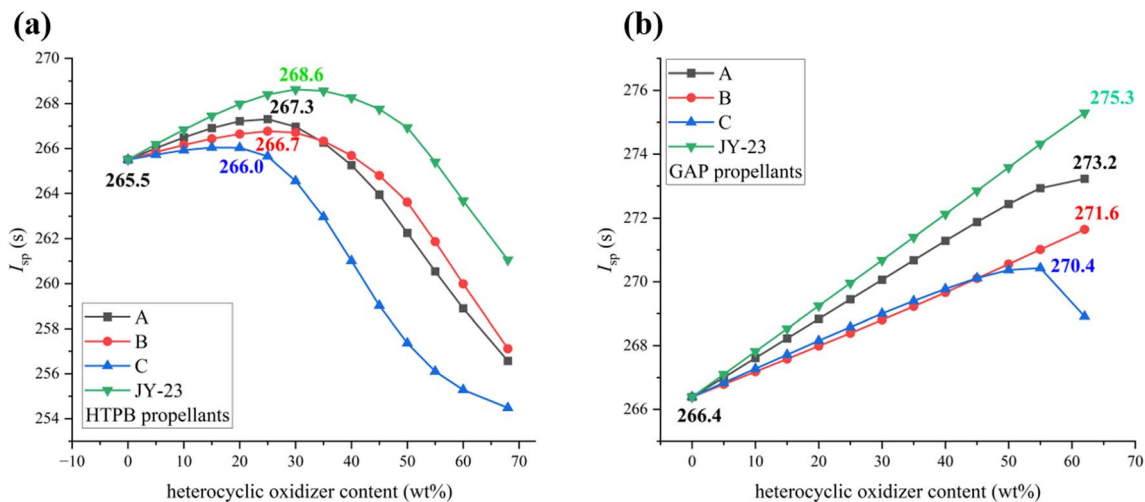 (a)
270
268
266
264
262
260
258
256
254
Isp (s)
268.6
267.3
266.7
266.0
265.5
A
B
C
JY-23
HTPB propellants
−10 0 10 20 30 40 50 60 70
heterocyclic oxidizer content (wt%)
(b)
276
274
272
270
268
266
Isp (s)
A
B
C
JY-23
GAP propellants
275.3
273.2
271.6
270.4
266.4
0 10 20 30 40 50 60 70
heterocyclic oxidizer content (wt%)